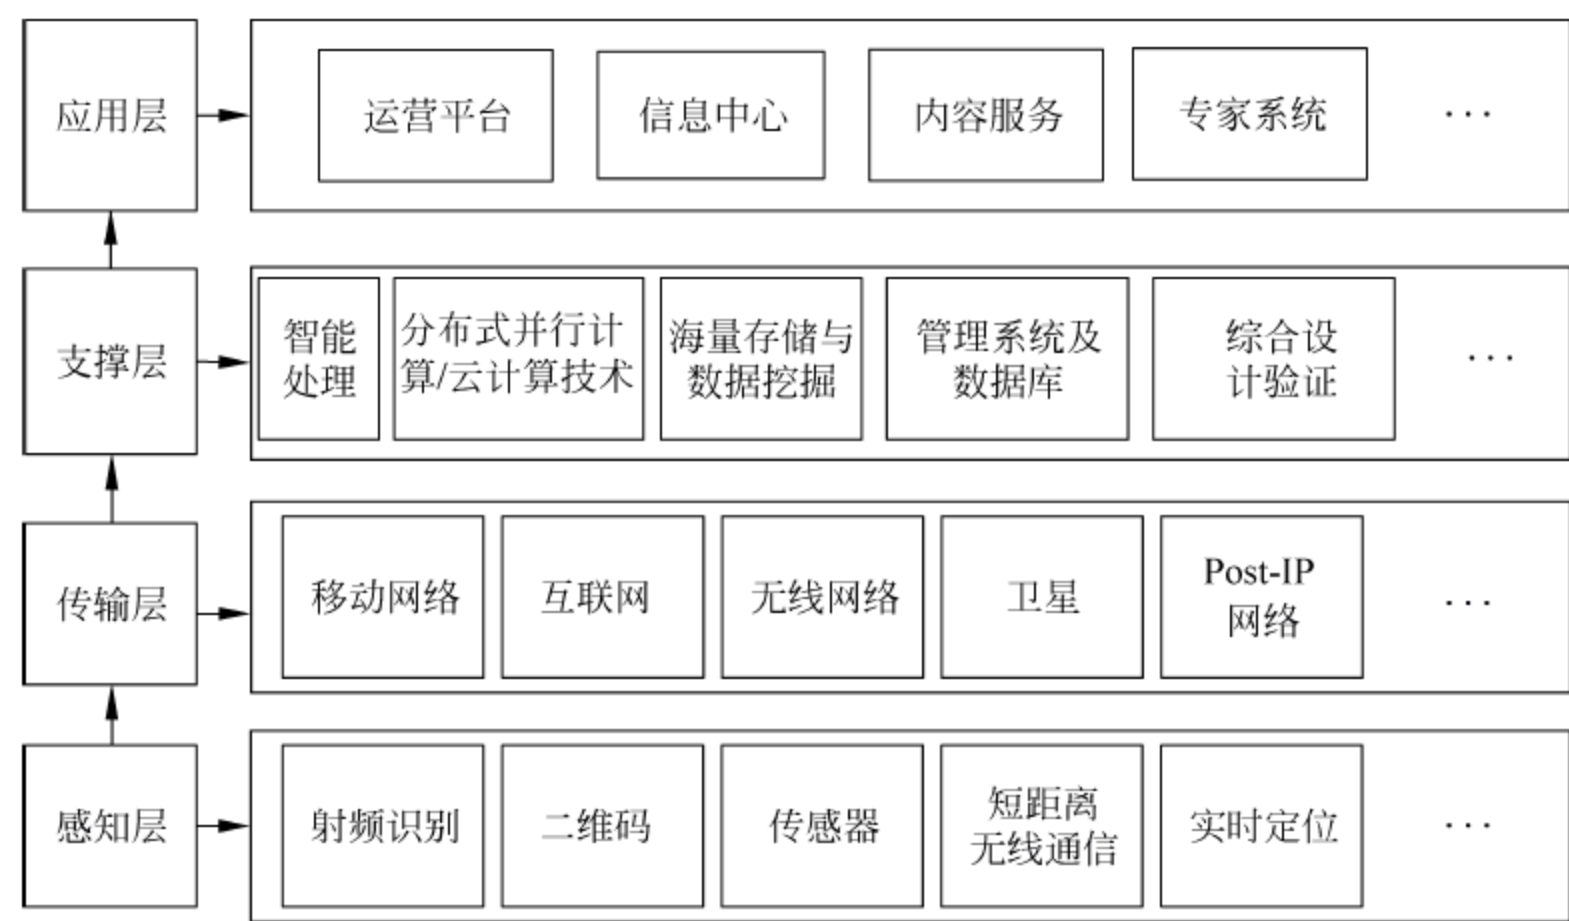 应用层
运营平台
信息中心
内容服务
专家系统
...
支撑层
智能
处理
分布式并行计
算/云计算技术
海量存储与
数据挖掘
管理系统及
数据库
综合设
计验证
...
传输层
移动网络
互联网
无线网络
卫星
Post-IP
网络
...
感知层
射频识别
二维码
传感器
短距离
无线通信
实时定位
...